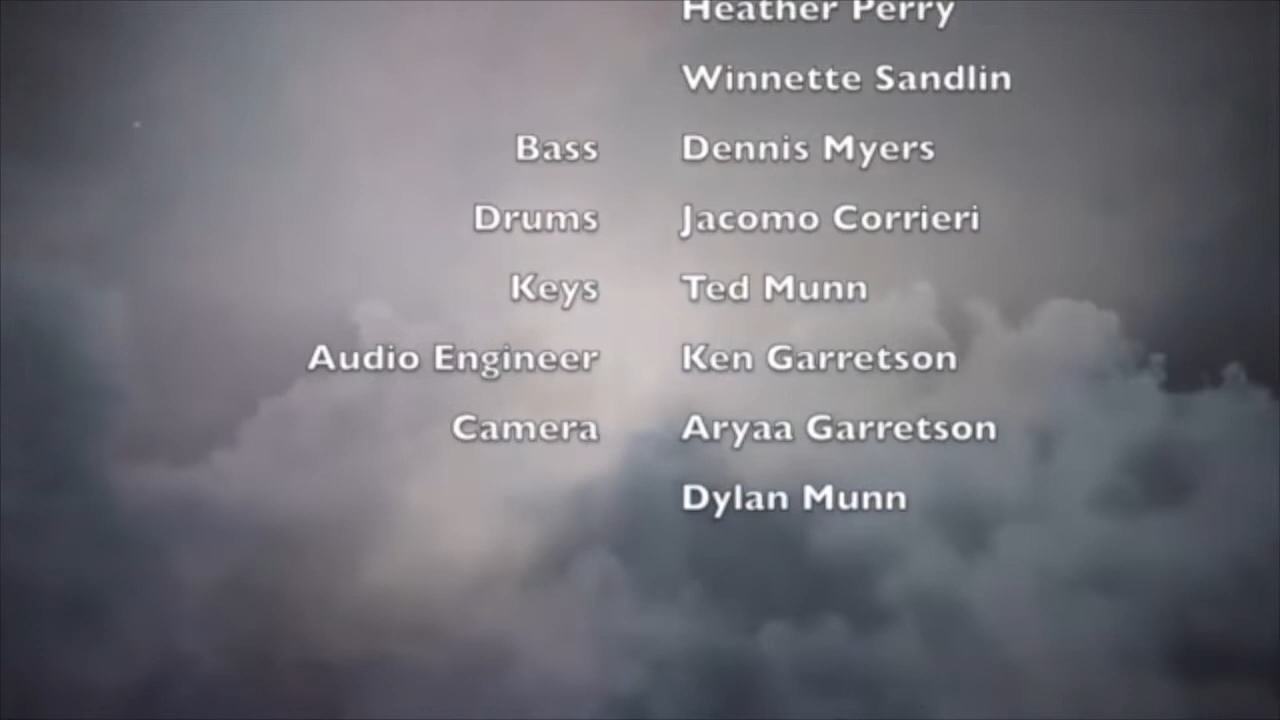 Heather Perry
Winnette Sandlin
Bass Dennis Myers
Drums Jacomo Corrieri
Keys Ted Munn
Audio Engineer Ken Garretson
Camera Aryaa Garretson
Dylan Munn